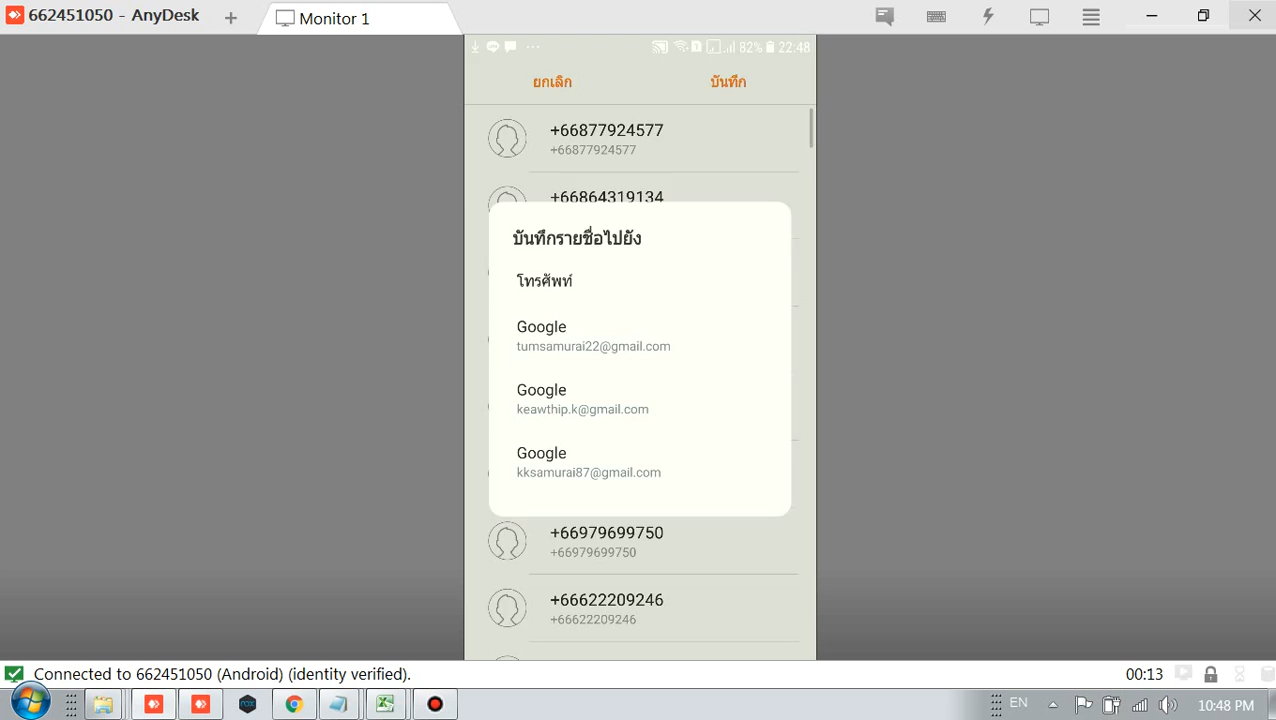 662451050 - AnyDesk
Monitor 1
82% 22:48
ยกเลิก
บันทึก
+66877924577
+66877924577
+66864319134
บันทึกรายชื่อไปยัง
โทรศัพท์
Google
tumsamurai22@gmail.com
Google
keawthip.k@gmail.com
Google
kksamurai87@gmail.com
+66979699750
+66979699750
+66622209246
+66622209246
Connected to 662451050 (Android) (identity verified).
00:13
EN
10:48 PM